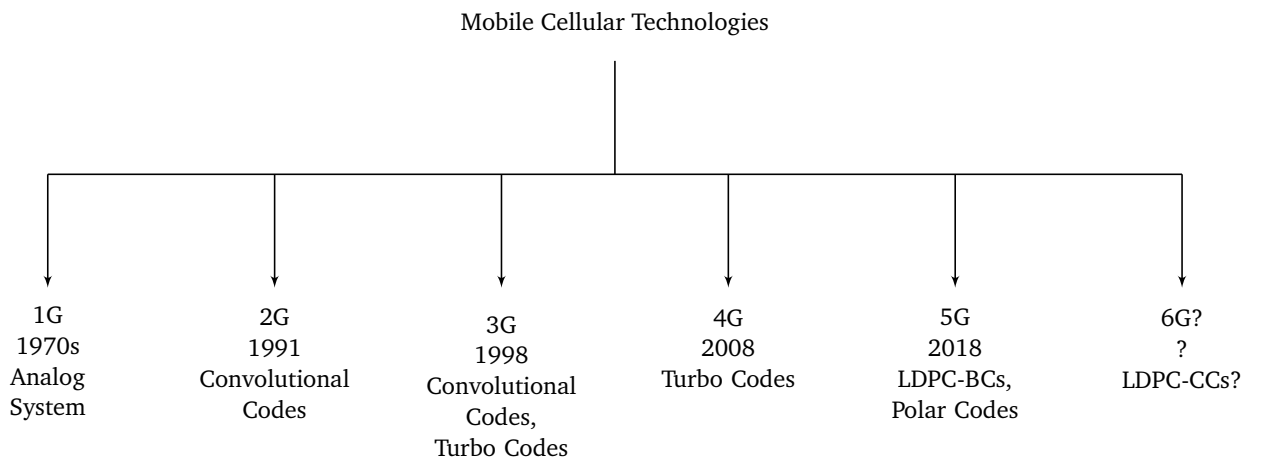 Mobile Cellular Technologies
1G
1970s
Analog
System
2G
1991
Convolutional
Codes
3G
1998
Convolutional
Codes,
Turbo Codes
4G
2008
Turbo Codes
5G
2018
LDPC-BCs,
Polar Codes
6G?
?
LDPC-CCs?